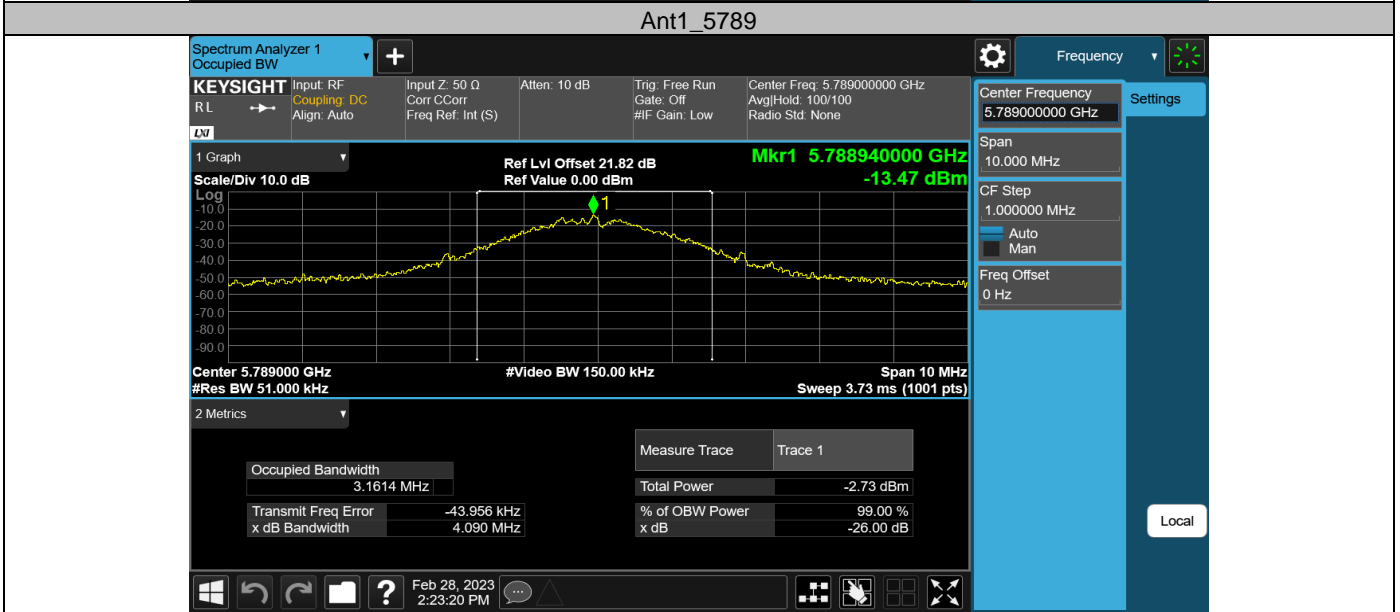 Ant1_5789
Spectrum Analyzer 1
Occupied BW
+
Frequency
KEYSIGHT
RL
LXI
Input: RF
Coupling: DC
Align: Auto
Input Z: 50 Ω
Corr CCorr
Freq Ref: Int (S)
Atten: 10 dB
Trig: Free Run
Gate: Off
#IF Gain: Low
Center Freq: 5.789000000 GHz
Avg|Hold: 100/100
Radio Std: None
Center Frequency
5.789000000 GHz
Settings
Span
10.000 MHz
CF Step
1.000000 MHz
Auto
Man
Freq Offset
0 Hz
1 Graph
Scale/Div 10.0 dB
Ref Lvl Offset 21.82 dB
Ref Value 0.00 dBm
Mkr1 5.788940000 GHz
-13.47 dBm
Log
-10.0
-20.0
-30.0
-40.0
-50.0
-60.0
-70.0
-80.0
-90.0
1
Center 5.789000 GHz
#Video BW 150.00 kHz
Span 10 MHz
#Res BW 51.000 kHz
Sweep 3.73 ms (1001 pts)
2 Metrics
Measure Trace Trace 1
Occupied Bandwidth
3.1614 MHz
Total Power -2.73 dBm
Transmit Freq Error -43.956 kHz
% of OBW Power 99.00 %
x dB Bandwidth 4.090 MHz
x dB -26.00 dB
Local
?
Feb 28, 2023
2:23:20 PM